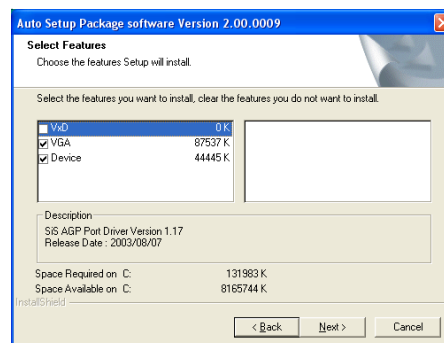 Auto Setup Package software Version 2.00.0009
Select Features
Choose the features Setup will install.
Select the features you want to install, clear the features you do not want to install.
VxD 0 K
VGA 87537 K
Device 44445 K
Description
SiS AGP Port Driver Version 1.17
Release Date : 2003/08/07
Space Required on C: 131983 K
Space Available on C: 8165744 K
InstallShield
< Back Next > Cancel